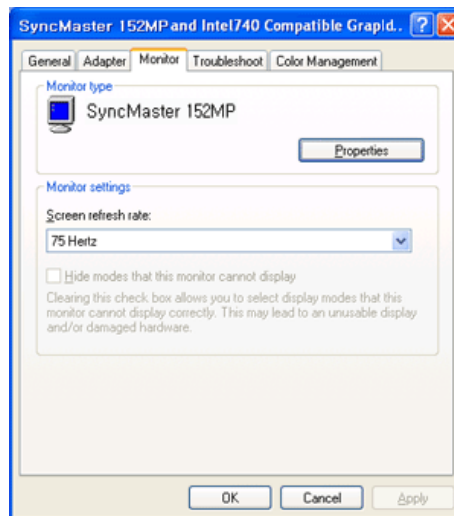 SyncMaster 152MP and Intel740 Compatible Grapld..
General Adapter Monitor Troubleshoot Color Management
Monitor type
SyncMaster 152MP
Properties
Monitor settings
Screen refresh rate:
75 Hertz
Hide modes that this monitor cannot display
Clearing this check box allows you to select display modes that this
monitor cannot display correctly. This may lead to an unusable display
and/or damaged hardware.
OK Cancel Apply